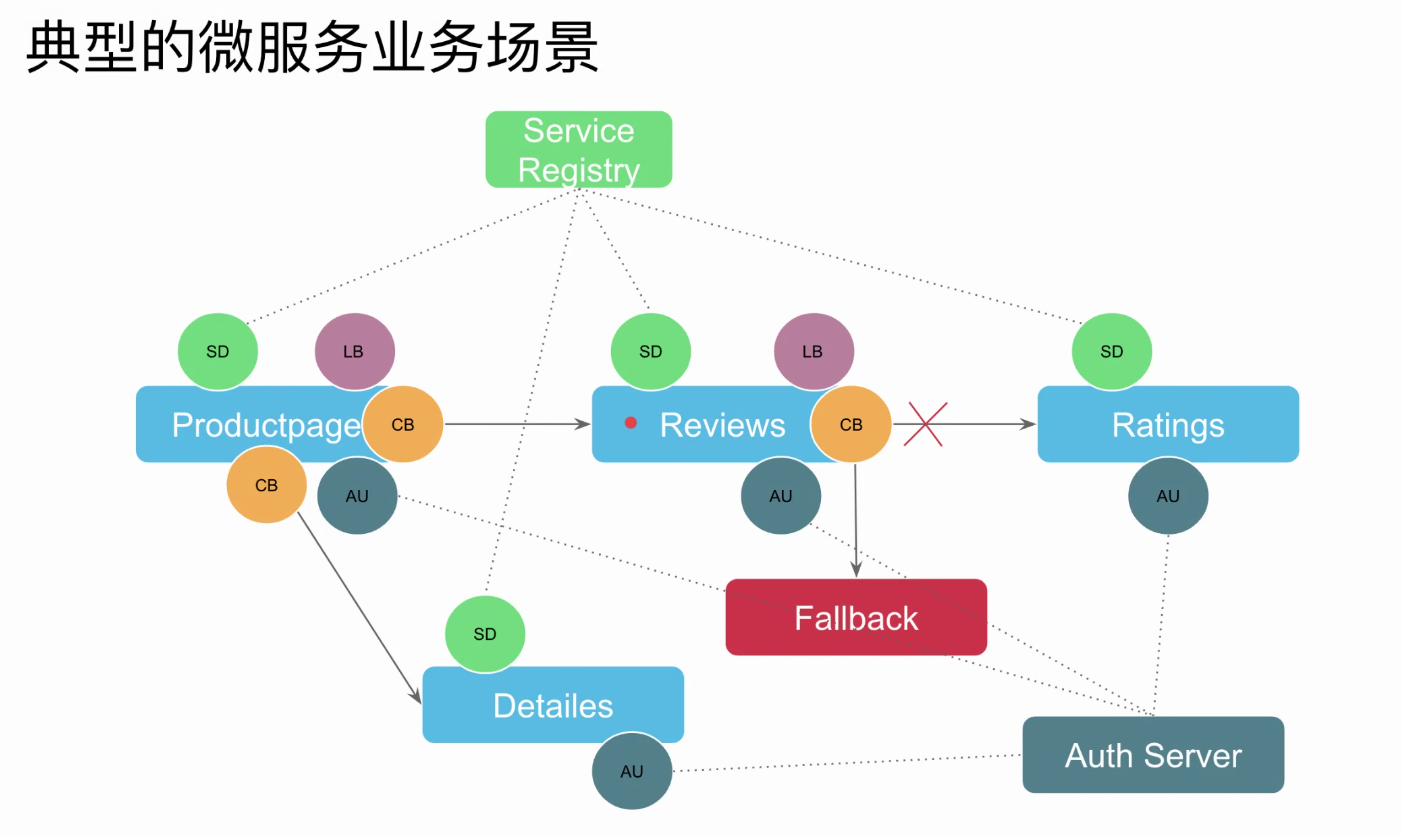 典型的微服务业务场景
Service
Registry
SD
LB
SD
LB
SD
Productpage
CB
Reviews
CB
Ratings
CB
AU
AU
AU
Fallback
SD
Detailes
Auth Server
AU